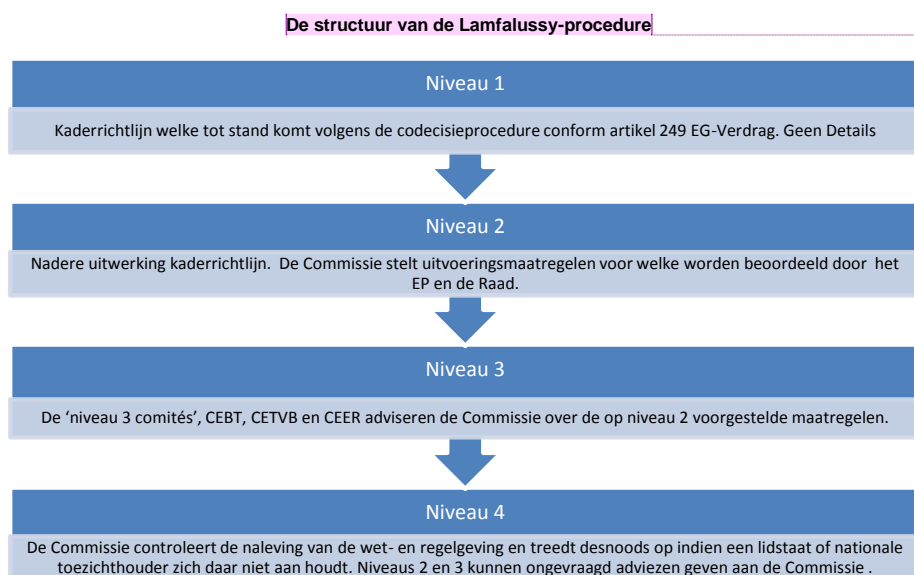 De structuur van de Lamfalussy-procedure
Niveau 1
Kaderrichtlijn welke tot stand komt volgens de codecisieprocedure conform artikel 249 EG-Verdrag. Geen Details
Niveau 2
Nadere uitwerking kaderrichtlijn. De Commissie stelt uitvoeringsmaatregelen voor welke worden beoordeeld door het
EP en de Raad.
Niveau 3
De ‘niveau 3 comités’, CEBT, CETVB en CEER adviseren de Commissie over de op niveau 2 voorgestelde maatregelen.
Niveau 4
De Commissie controleert de naleving van de wet- en regelgeving en treedt desnoods op indien een lidstaat of nationale
toezichthouder zich daar niet aan houdt. Niveaus 2 en 3 kunnen ongevraagd adviezen geven aan de Commissie .